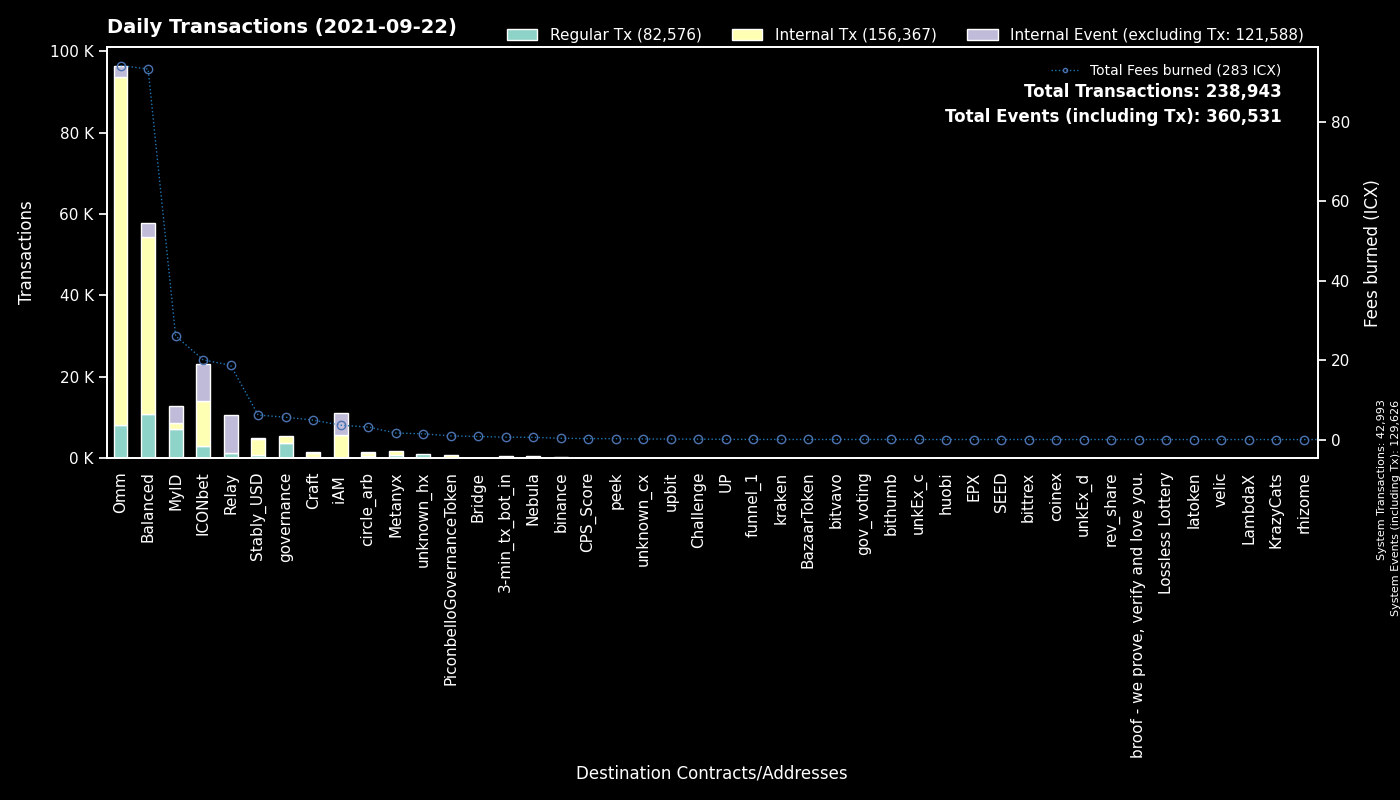 Daily Transactions (2021-09-22)
Regular Tx (82,576)
Internal Tx (156,367)
Internal Event (excluding Tx: 121,588)
Total Fees burned (283 ICX)
Total Transactions: 238,943
Total Events (including Tx): 360,531
Transactions
100 K
80 K
60 K
40 K
20 K
0 K
80
60
40
20
0
Fees burned (ICX)
System Transactions: 42,993
System Events (including Tx): 129,626
Omm
Balanced
MyID
ICONbet
Relay
Stably_USD
governance
Craft
iAM
circle_arb
Metanyx
unknown_hx
PiconbelloGovernanceToken
Bridge
3-min_tx_bot_in
Nebula
binance
CPS_Score
peek
unknown_cx
upbit
Challenge
UP
funnel_1
kraken
BazaarToken
bitvavo
gov_voting
bithumb
unkEx_c
huobi
EPX
SEED
bittrex
coinex
unkEx_d
rev_share
broof - we prove, verify and love you.
Lossless Lottery
latoken
velic
LambdaX
KrazyCats
rhizome
Destination Contracts/Addresses